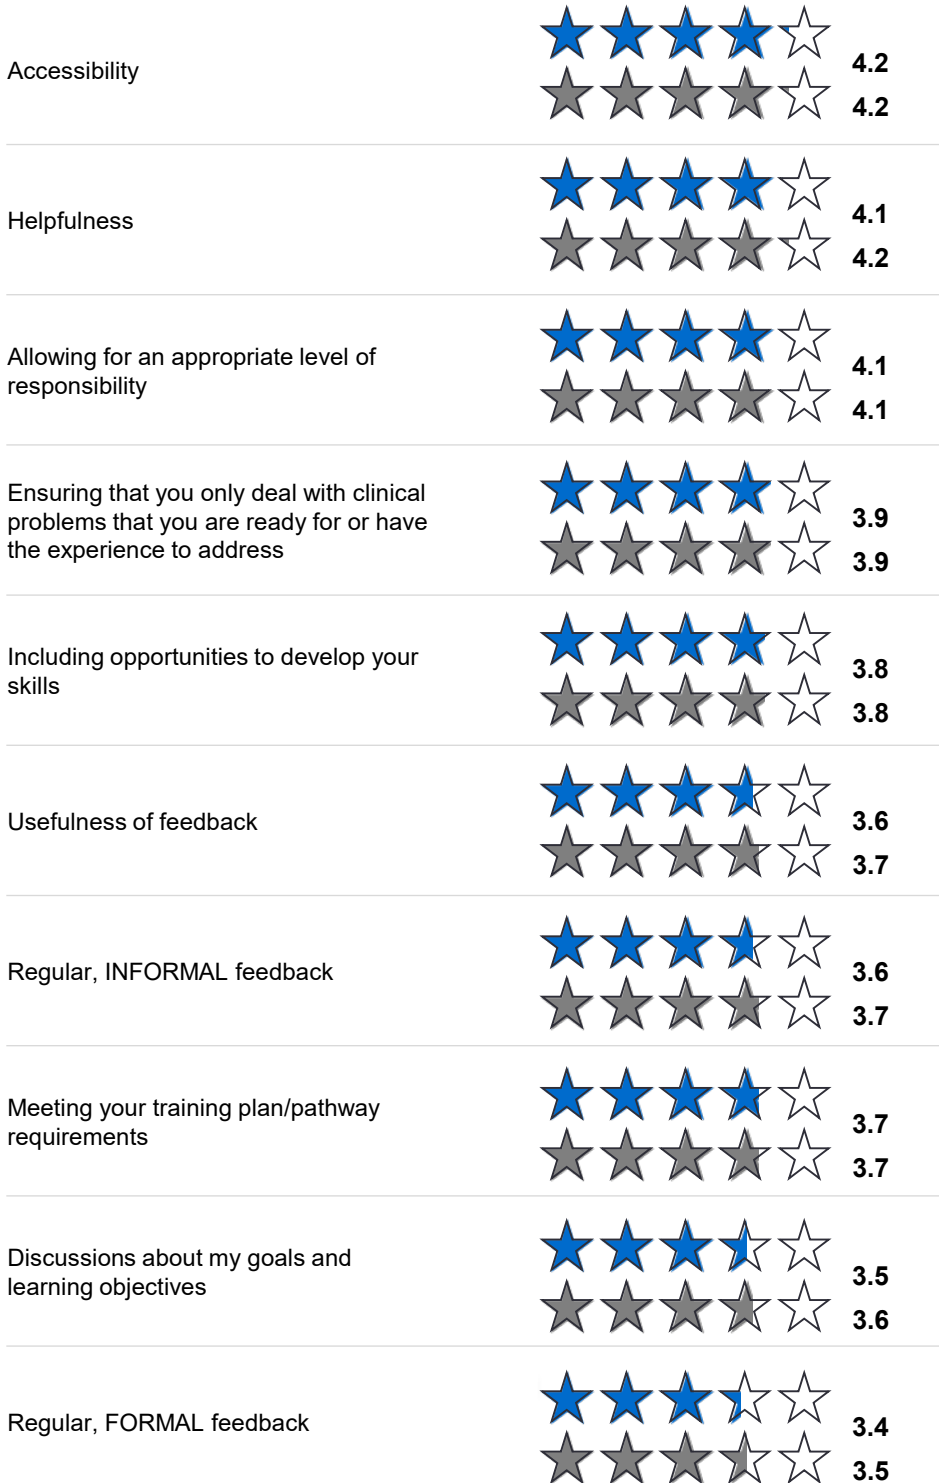 Accessibility
4.2
4.2
Helpfulness
4.1
4.2
Allowing for an appropriate level of
responsibility
4.1
4.1
Ensuring that you only deal with clinical
problems that you are ready for or have
the experience to address
3.9
3.9
Including opportunities to develop your
skills
3.8
3.8
Usefulness of feedback
3.6
3.7
Regular, INFORMAL feedback
3.6
3.7
Meeting your training plan/pathway
requirements
3.7
3.7
Discussions about my goals and
learning objectives
3.5
3.6
Regular, FORMAL feedback
3.4
3.5